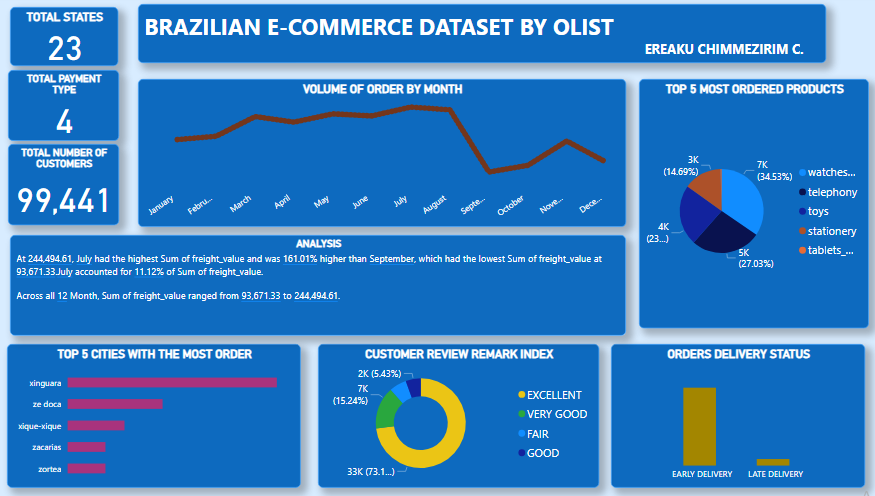 TOTAL STATES
23
BRAZILIAN E-COMMERCE DATASET BY OLIST
EREAKU CHIMMEZIRIM C.
TOTAL PAYMENT
TYPE
4
TOTAL NUMBER OF
CUSTOMERS
99,441
VOLUME OF ORDER BY MONTH
January
Febru...
March
April
May
June
July
August
Septe...
October
Nove...
Dece...
TOP 5 MOST ORDERED PRODUCTS
3K
(14.69%)
7K
(34.53%)
4K
(23...)
5K
(27.03%)
watches...
telephony
toys
stationery
tablets_...
ANALYSIS
At 244,494.61, July had the highest Sum of freight_value and was 161.01% higher than September, which had the lowest Sum of freight_value at
93,671.33July accounted for 11.12% of Sum of freight_value.
Across all 12 Month, Sum of freight_value ranged from 93,671.33 to 244,494.61.
TOP 5 CITIES WITH THE MOST ORDER
xinguara
ze doca
xique-xique
zacarias
zortea
CUSTOMER REVIEW REMARK INDEX
2K (5.43%)
7K
(15.24%)
33K (73.1...)
EXCELLENT
VERY GOOD
FAIR
GOOD
ORDERS DELIVERY STATUS
EARLY DELIVERY
LATE DELIVERY